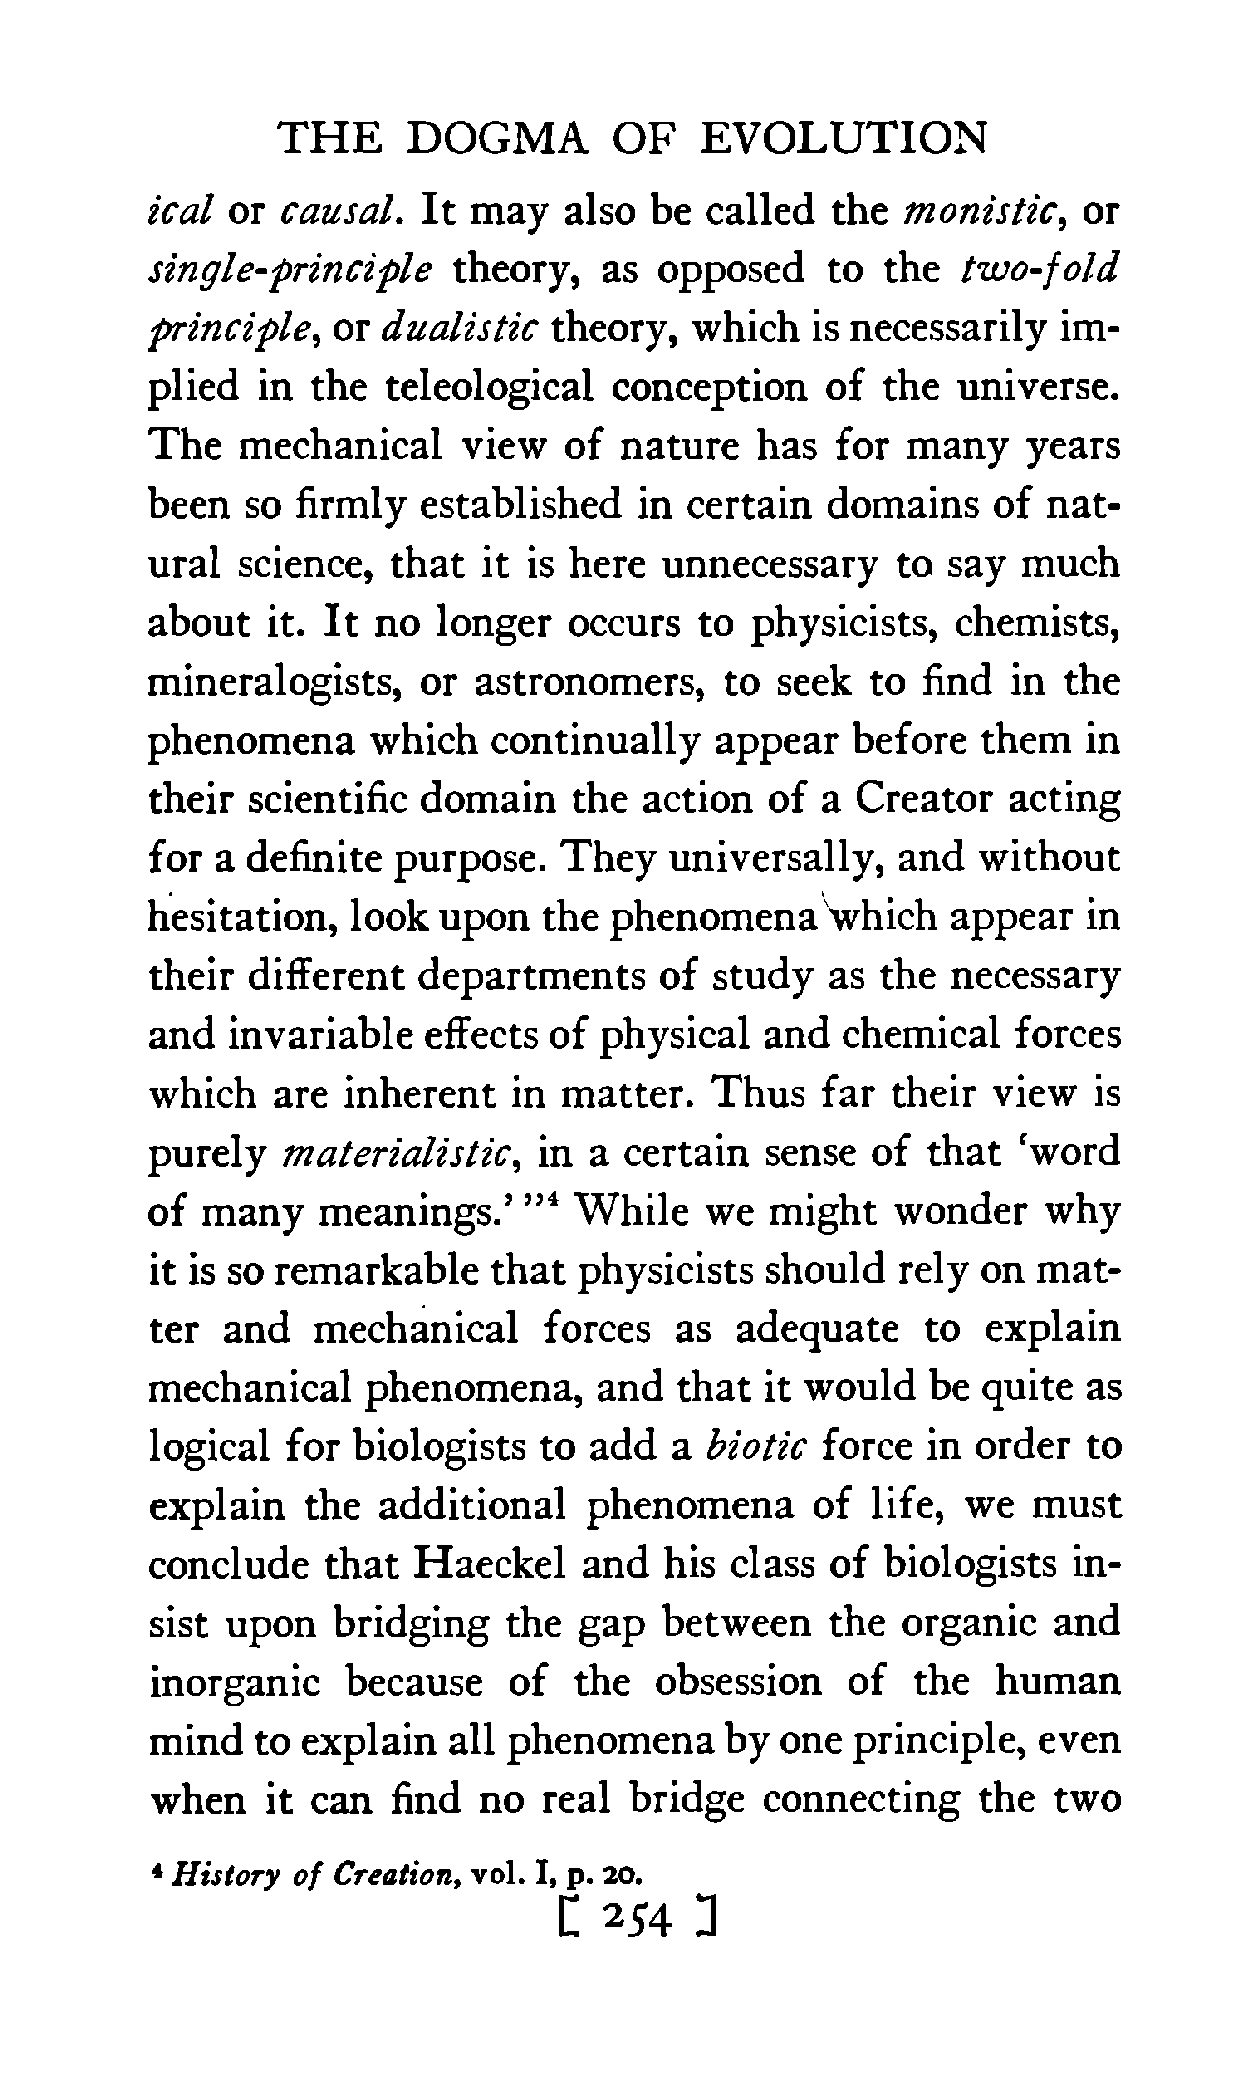 THE DOGMA OF EVOLUTION
ical or causal. It may also be called the monistic, or
single-principle theory, as opposed to the two-fold
principle, or dualistic theory, which is necessarily im-
plied in the teleological conception of the universe.
The mechanical view of nature has for many years
been so firmly established in certain domains of nat-
ural science, that it is here unnecessary to say much
about it. It no longer occurs to physicists, chemists,
mineralogists, or astronomers, to seek to find in the
phenomena which continually appear before them in
their scientific domain the action of a Creator acting
for a definite purpose. They universally, and without
hesitation, look upon the phenomena which appear in
their different departments of study as the necessary
and invariable effects of physical and chemical forces
which are inherent in matter. Thus far their view is
purely materialistic, in a certain sense of that ‘word
of many meanings.’ ”⁴ While we might wonder why
it is so remarkable that physicists should rely on mat-
ter and mechanical forces as adequate to explain
mechanical phenomena, and that it would be quite as
logical for biologists to add a biotic force in order to
explain the additional phenomena of life, we must
conclude that Haeckel and his class of biologists in-
sist upon bridging the gap between the organic and
inorganic because of the obsession of the human
mind to explain all phenomena by one principle, even
when it can find no real bridge connecting the two
⁴ History of Creation, vol. I, p. 20.
[ 254 ]